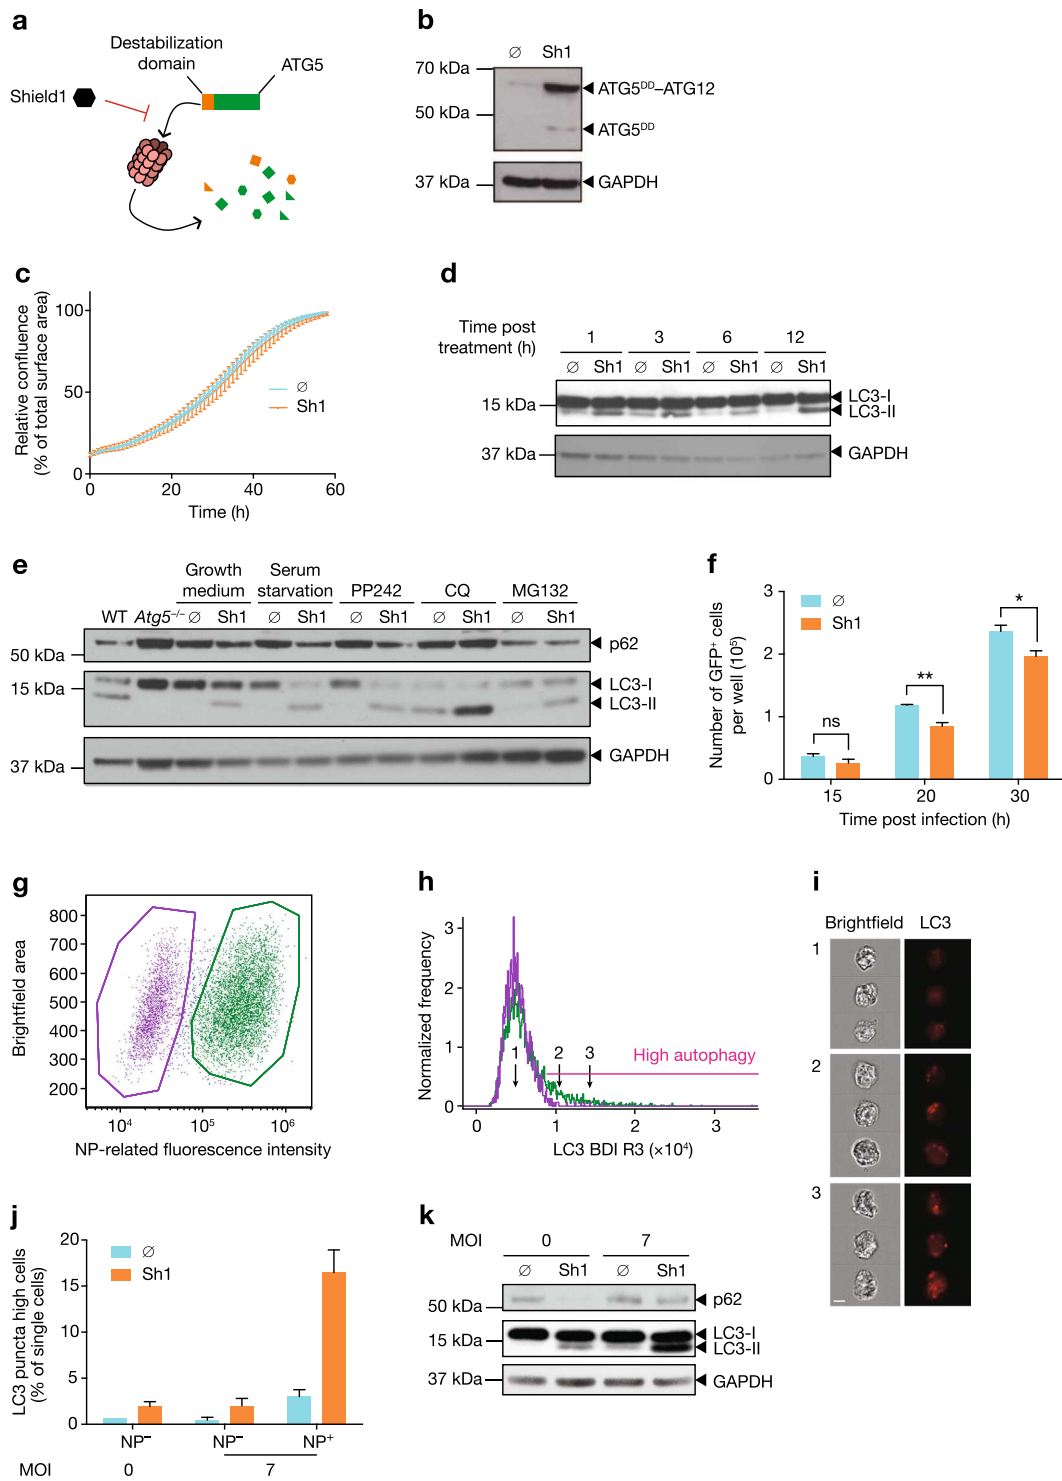 a
Destabilization
domain
ATG5
Shield1
b
∅ Sh1
70 kDa
ATG5DD–ATG12
50 kDa
ATG5DD
37 kDa
GAPDH
c
Relative confluence
(% of total surface area)
100
50
0
0 20 40 60
Time (h)
∅
Sh1
d
Time post
treatment (h)
1 3 6 12
∅ Sh1 ∅ Sh1 ∅ Sh1 ∅ Sh1
15 kDa
LC3-I
LC3-II
37 kDa
GAPDH
e
Growth
medium
Serum
starvation
PP242
CQ
MG132
WT Atg5−/− ∅ Sh1 ∅ Sh1 ∅ Sh1 ∅ Sh1 ∅ Sh1
50 kDa
p62
15 kDa
LC3-I
LC3-II
37 kDa
GAPDH
f
Number of GFP+ cells
per well (10⁵)
3
2
1
0
∅
Sh1
ns
**
*
15 20 30
Time post infection (h)
g
Brightfield area
800
700
600
500
400
300
200
10⁴ 10⁵ 10⁶
NP-related fluorescence intensity
h
Normalized frequency
3
2
1
0
1 2 3
High autophagy
0 1 2 3
LC3 BDI R3 (×10⁴)
i
Brightfield LC3
1
2
3
j
LC3 puncta high cells
(% of single cells)
20
15
10
5
0
∅
Sh1
NP− NP− NP+
MOI 0 7
k
MOI 0 7
∅ Sh1 ∅ Sh1
50 kDa
p62
15 kDa
LC3-I
LC3-II
37 kDa
GAPDH